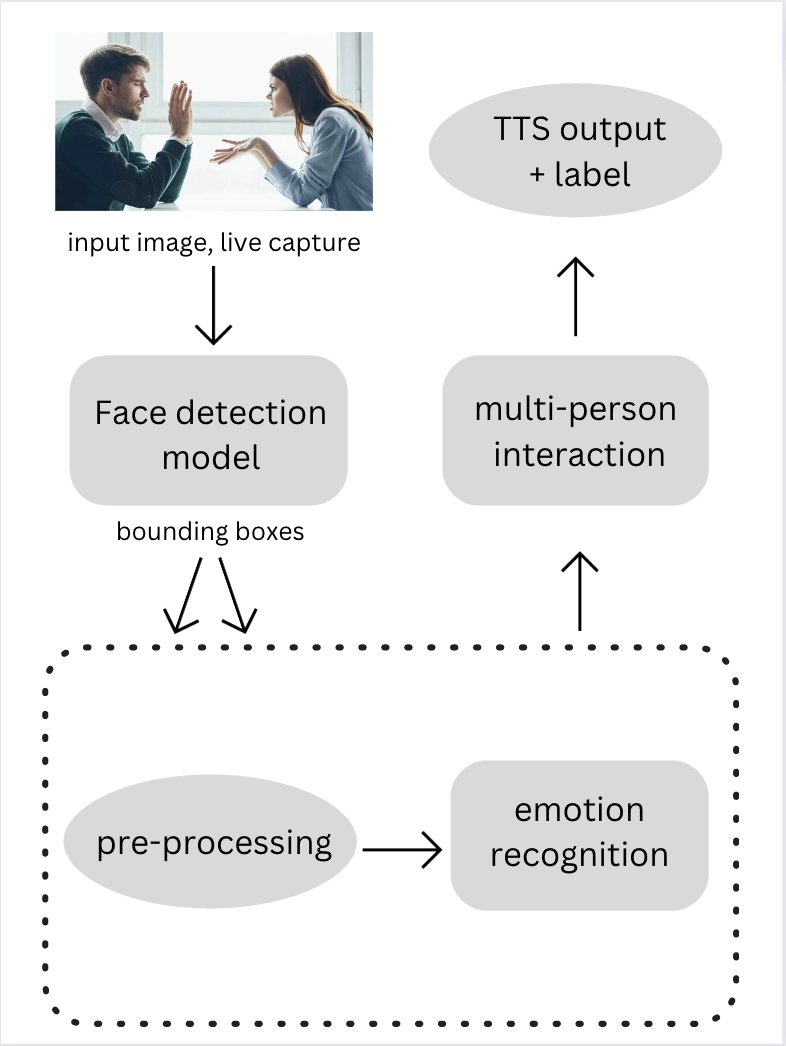 input image, live capture
Face detection
model
bounding boxes
pre-processing
emotion
recognition
multi-person
interaction
TTS output
+ label